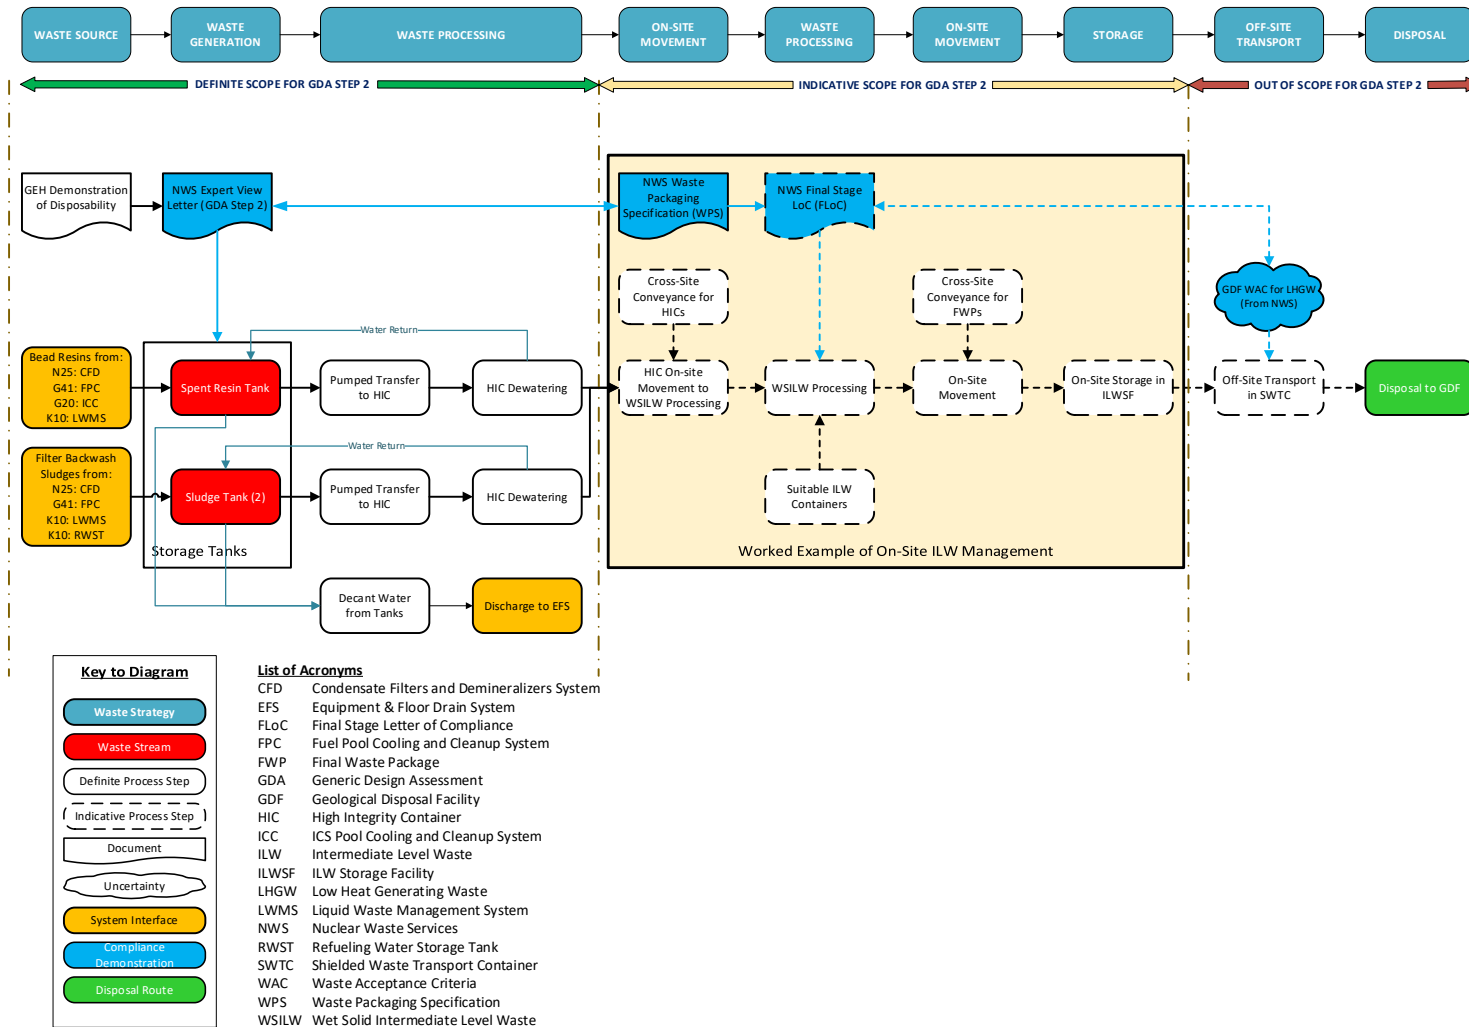 WASTE SOURCE
WASTE
GENERATION
WASTE PROCESSING
ON-SITE
MOVEMENT
WASTE
PROCESSING
ON-SITE
MOVEMENT
STORAGE
OFF-SITE
TRANSPORT
DISPOSAL
DEFINITE SCOPE FOR GDA STEP 2
INDICATIVE SCOPE FOR GDA STEP 2
OUT OF SCOPE FOR GDA STEP 2
GEH Demonstration
of Disposability
NWS Expert View
Letter (GDA Step 2)
NWS Waste
Packaging
Specification (WPS)
NWS Final Stage
LoC (FLoC)
Cross-Site
Conveyance for
HICs
Cross-Site
Conveyance for
FWPs
GDF WAC for LHGW
(From NWS)
Water Return
Bead Resins from:
N25: CFD
G41: FPC
G20: ICC
K10: LWMS
Spent Resin Tank
Pumped Transfer
to HIC
HIC Dewatering
HIC On-site
Movement to
WSILW Processing
WSILW Processing
On-Site
Movement
On-Site Storage in
ILWSF
Off-Site Transport
in SWTC
Disposal to GDF
Water Return
Filter Backwash
Sludges from:
N25: CFD
G41: FPC
K10: LWMS
K10: RWST
Sludge Tank (2)
Pumped Transfer
to HIC
HIC Dewatering
Suitable ILW
Containers
Storage Tanks
Worked Example of On-Site ILW Management
Decant Water
from Tanks
Discharge to EFS
Key to Diagram
Waste Strategy
Waste Stream
Definite Process Step
Indicative Process Step
Document
Uncertainty
System Interface
Compliance
Demonstration
Disposal Route
List of Acronyms
CFD Condensate Filters and Demineralizers System
EFS Equipment & Floor Drain System
FLoC Final Stage Letter of Compliance
FPC Fuel Pool Cooling and Cleanup System
FWP Final Waste Package
GDA Generic Design Assessment
GDF Geological Disposal Facility
HIC High Integrity Container
ICC ICS Pool Cooling and Cleanup System
ILW Intermediate Level Waste
ILWSF ILW Storage Facility
LHGW Low Heat Generating Waste
LWMS Liquid Waste Management System
NWS Nuclear Waste Services
RWST Refueling Water Storage Tank
SWTC Shielded Waste Transport Container
WAC Waste Acceptance Criteria
WPS Waste Packaging Specification
WSILW Wet Solid Intermediate Level Waste